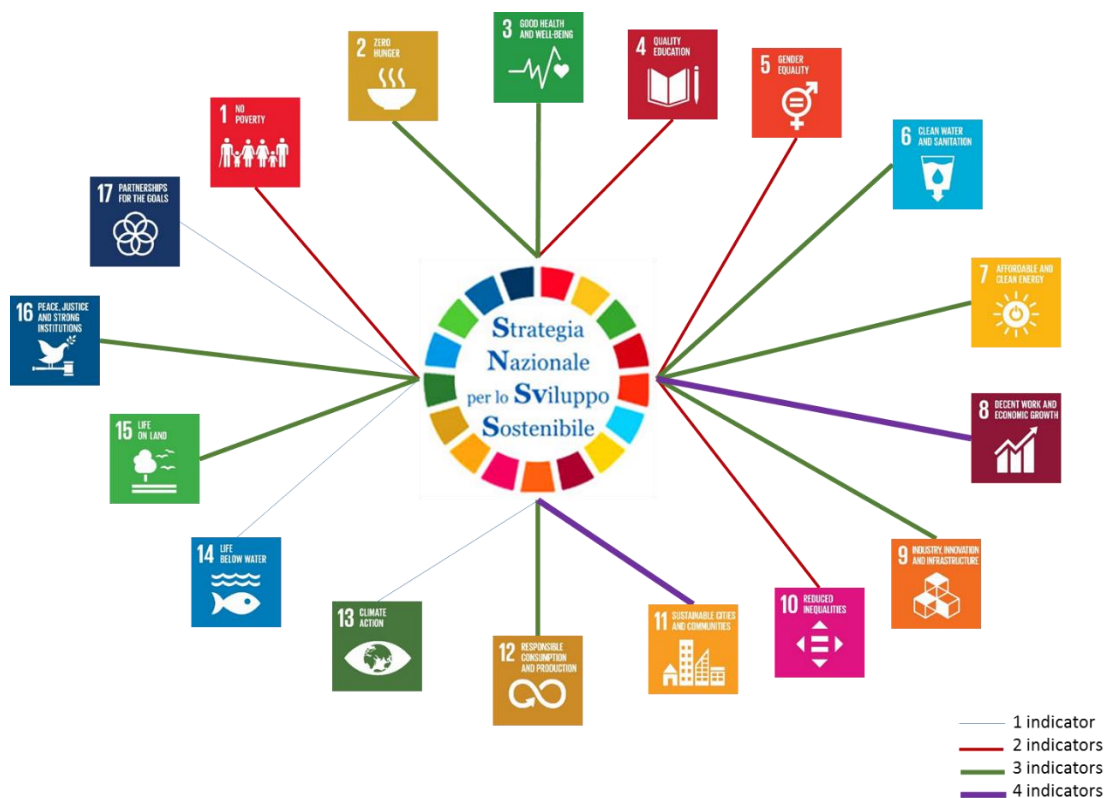 3 GOOD HEALTH
AND WELL-BEING
4 QUALITY
EDUCATION
2 ZERO
HUNGER
5 GENDER
EQUALITY
1 NO
POVERTY
6 CLEAN WATER
AND SANITATION
17 PARTNERSHIPS
FOR THE GOALS
7 AFFORDABLE AND
CLEAN ENERGY
16 PEACE, JUSTICE
AND STRONG
INSTITUTIONS
Strategia
Nazionale
per lo Sviluppo
Sostenibile
8 DECENT WORK AND
ECONOMIC GROWTH
15 LIFE
ON LAND
14 LIFE
BELOW WATER
9 INDUSTRY, INNOVATION
AND INFRASTRUCTURE
13 CLIMATE
ACTION
10 REDUCED
INEQUALITIES
12 RESPONSIBLE
CONSUMPTION
AND PRODUCTION
11 SUSTAINABLE CITIES
AND COMMUNITIES
1 indicator
2 indicators
3 indicators
4 indicators